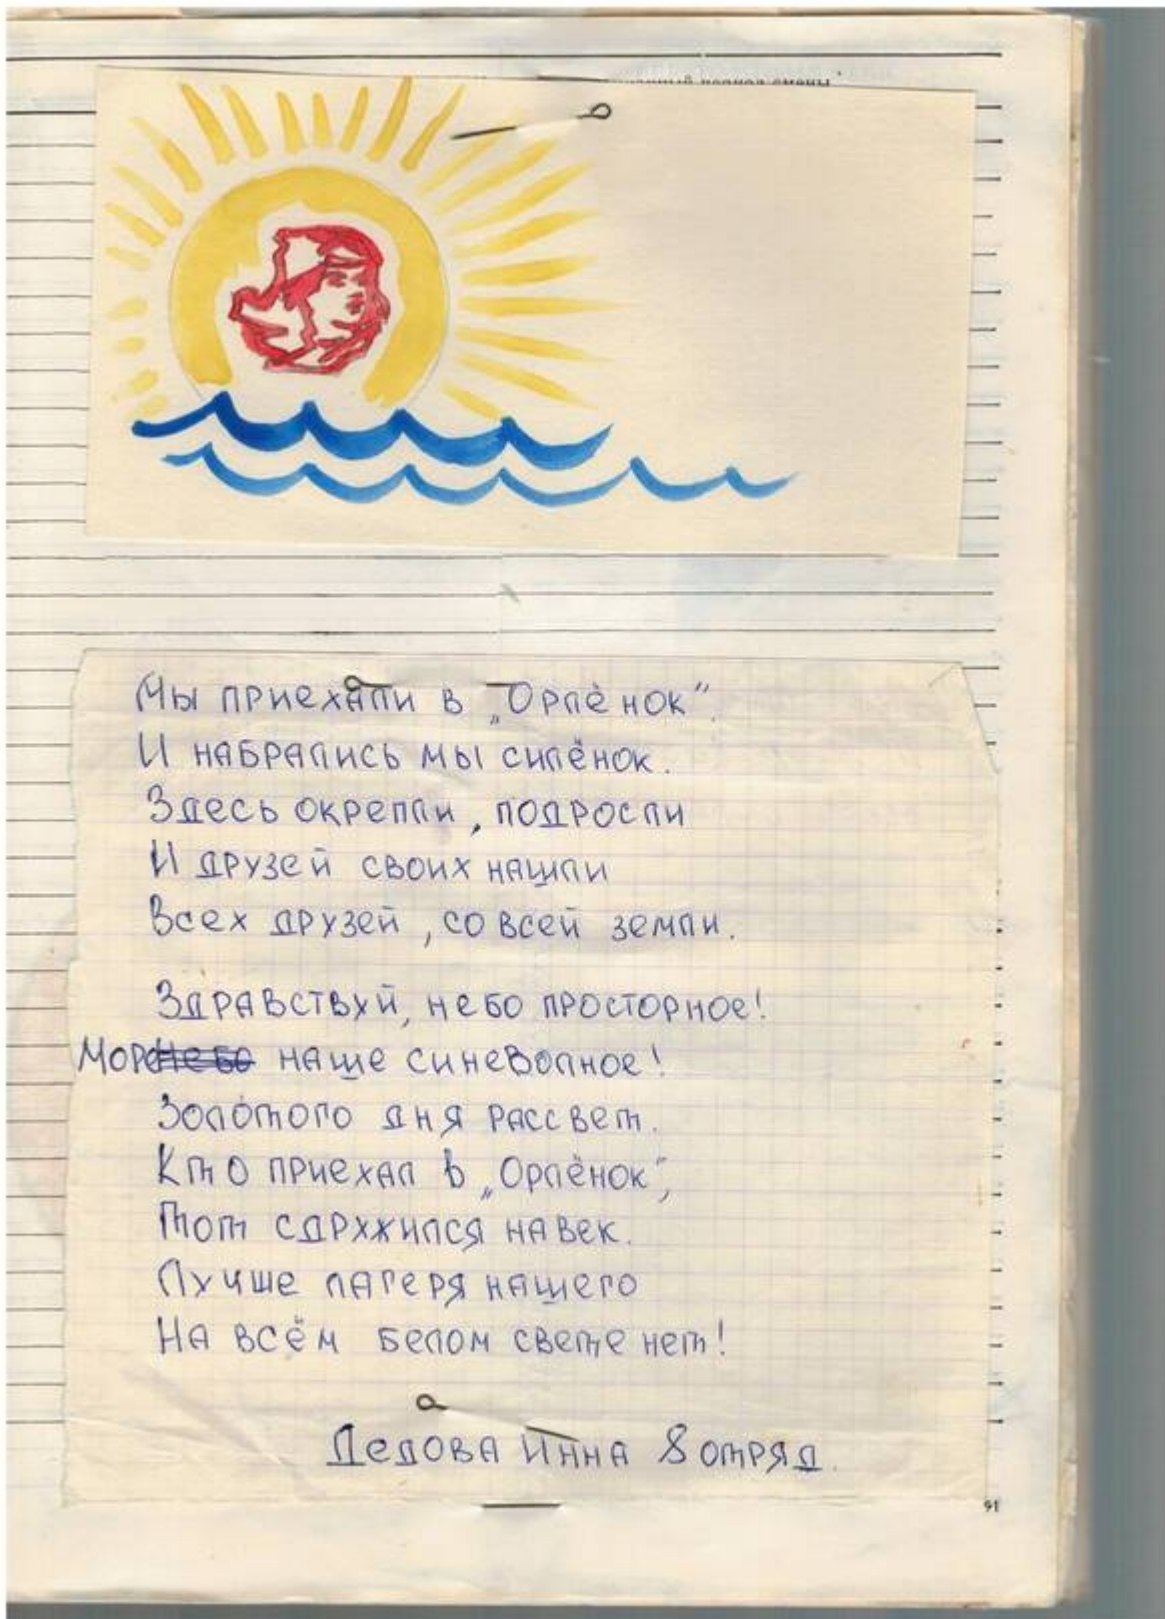 Мы приехали в „Орлёнок".
И набрались мы силёнок.
Здесь окрепли, подросли
И друзей своих нашли
Всех друзей, со всей земли.
Здравствуй, небо просторное!
Море небо наше синеволное!
Золотого дня рассвет.
Кто приехал в „Орлёнок",
Тот сдружился навек.
Лучше лагеря нашего
На всём белом свете нет!
Дедова Инна 8 отряд.
91